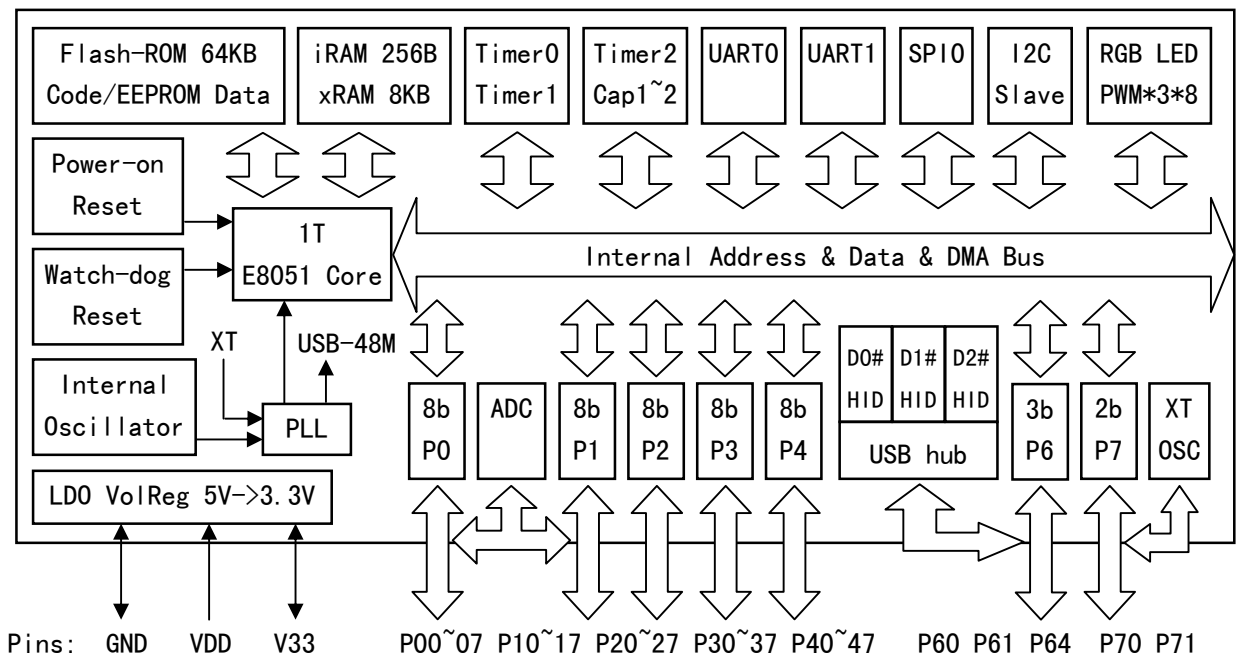 Flash-ROM 64KB
Code/EEPROM Data
iRAM 256B
xRAM 8KB
Timer0
Timer1
Timer2
Cap1~2
UART0
UART1
SPI0
I2C
Slave
RGB LED
PWM*3*8
Power-on
Reset
1T
E8051 Core
Internal Address & Data & DMA Bus
Watch-dog
Reset
XT
USB-48M
Internal
Oscillator
PLL
8b
P0
ADC
8b
P1
8b
P2
8b
P3
8b
P4
D0#
HID
D1#
HID
D2#
HID
USB hub
3b
P6
2b
P7
XT
OSC
LDO VolReg 5V->3.3V
Pins: GND VDD V33 P00~07 P10~17 P20~27 P30~37 P40~47 P60 P61 P64 P70 P71